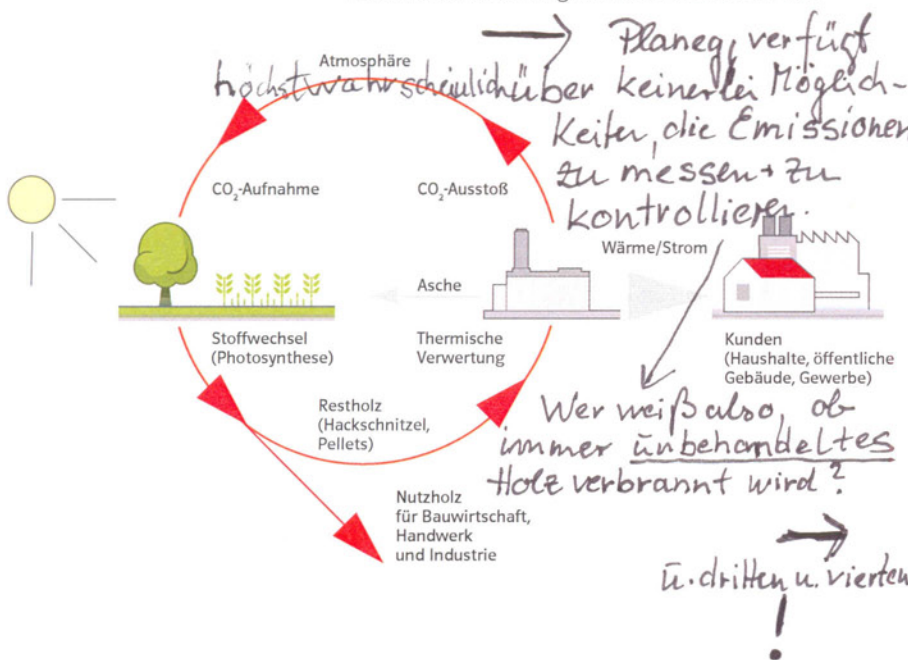 Atmosphäre
CO₂-Aufnahme
CO₂-Ausstoß
Wärme/Strom
Asche
Stoffwechsel
(Photosynthese)
Thermische
Verwertung
Kunden
(Haushalte, öffentliche
Gebäude, Gewerbe)
Restholz
(Hackschnitzel,
Pellets)
Nutzholz
für Bauwirtschaft,
Handwerk
und Industrie
→ Planeg, verfügt
höchstwahrscheinlich über keinerlei Möglich-
keiten, die Emissionen
zu messen + zu
kontrollieren.
Wer weiß also, ob
immer unbehandeltes
Holz verbrannt wird?
→
u. dritten u. vierten
!